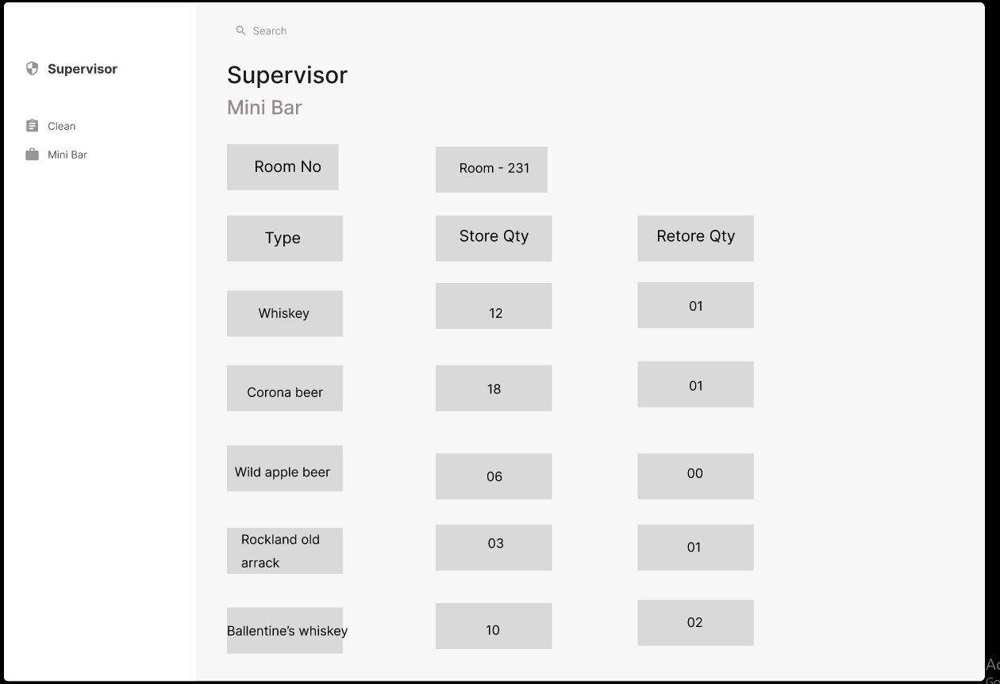 Search
Supervisor
Clean
Mini Bar
Supervisor
Mini Bar
Room No
Room - 231
Type
Store Qty
Retore Qty
Whiskey
12
01
Corona beer
18
01
Wild apple beer
06
00
Rockland old
arrack
03
01
Ballentine’s whiskey
10
02